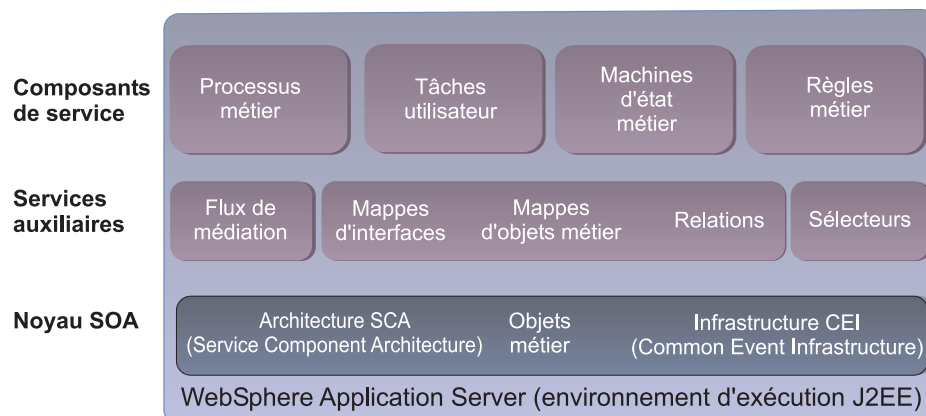 Composants
de service
Processus
métier
Tâches
utilisateur
Machines
d'état
métier
Règles
métier
Services
auxiliaires
Flux de
médiation
Mappes
d'interfaces
Mappes
d'objets métier
Relations
Sélecteurs
Noyau SOA
Architecture SCA
(Service Component Architecture)
Objets
métier
Infrastructure CEI
(Common Event Infrastructure)
WebSphere Application Server (environnement d'exécution J2EE)